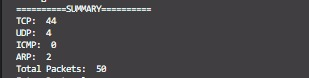 ==========SUMMARY==========
TCP:  44
UDP:  4
ICMP:  0
ARP:  2
Total Packets:  50